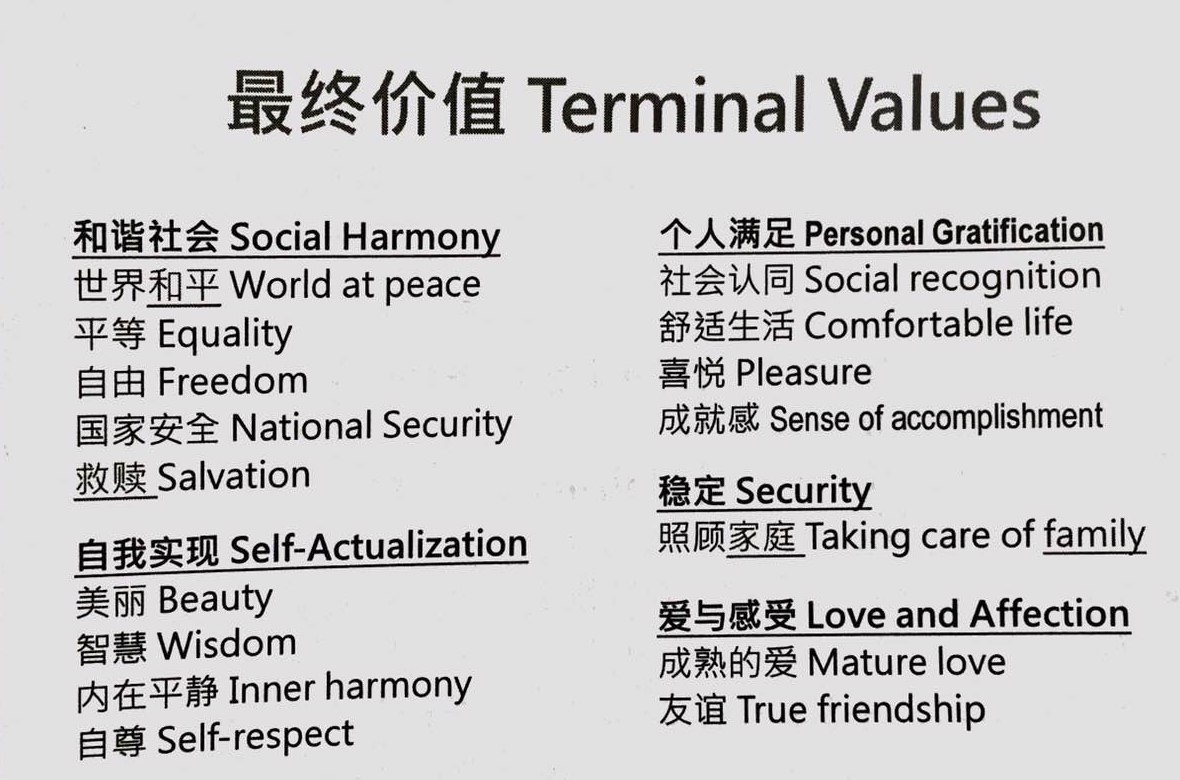 最终价值 Terminal Values
和谐社会 Social Harmony
世界和平 World at peace
平等 Equality
自由 Freedom
国家安全 National Security
救赎 Salvation
自我实现 Self-Actualization
美丽 Beauty
智慧 Wisdom
内在平静 Inner harmony
自尊 Self-respect
个人满足 Personal Gratification
社会认同 Social recognition
舒适生活 Comfortable life
喜悦 Pleasure
成就感 Sense of accomplishment
稳定 Security
照顾家庭 Taking care of family
爱与感受 Love and Affection
成熟的爱 Mature love
友谊 True friendship